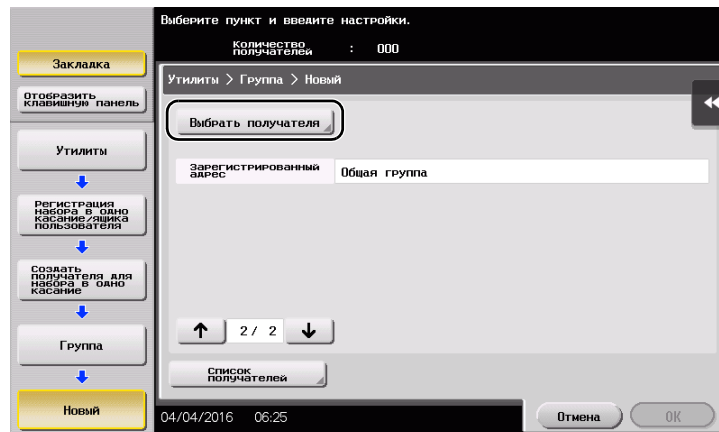 Выберите пункт и введите настройки.
Количество
получателей : 000
Закладка
Отобразить
клавишную панель
Утилиты
Регистрация
набора в одно
касание/ящика
пользователя
Создать
получателя для
набора в одно
касание
Группа
Новый
Утилиты > Группа > Новый
Выбрать получателя
Зарегистрированный
адрес
Общая группа
2/ 2
Список
получателей
04/04/2016 06:25
Отмена
OK